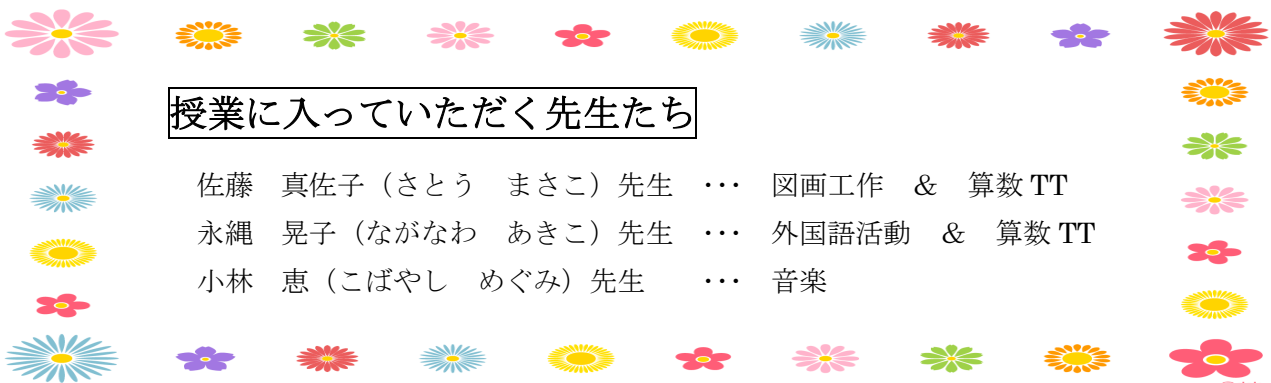 授業に入っていただく先生たち
佐藤　真佐子（さとう　まさこ）先生　･･･　図画工作　＆　算数 TT
永縄　晃子（ながなわ　あきこ）先生　･･･　外国語活動　＆　算数 TT
小林　恵（こばやし　めぐみ）先生　　･･･　音楽